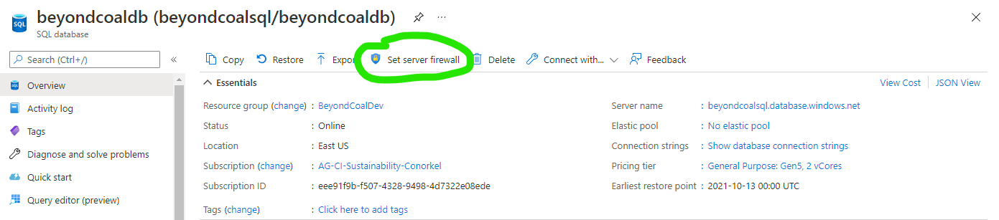 beyondcoaldb (beyondcoalsql/beyondcoaldb) ...
SQL
SQL database
Search (Ctrl+/) «
Copy Restore Export Set server firewall Delete Connect with... Feedback
SQL Overview
Activity log
Tags
Diagnose and solve problems
Quick start
Query editor (preview)
Essentials View Cost JSON View
Resource group (change) : BeyondCoalDev Server name : beyondcoalsql.database.windows.net
Status : Online Elastic pool : No elastic pool
Location : East US Connection strings : Show database connection strings
Subscription (change) : AG-CI-Sustainability-Conorkel Pricing tier : General Purpose: Gen5, 2 vCores
Subscription ID : eee91f9b-f507-4328-9498-4d7322e08ede Earliest restore point : 2021-10-13 00:00 UTC
Tags (change) : Click here to add tags